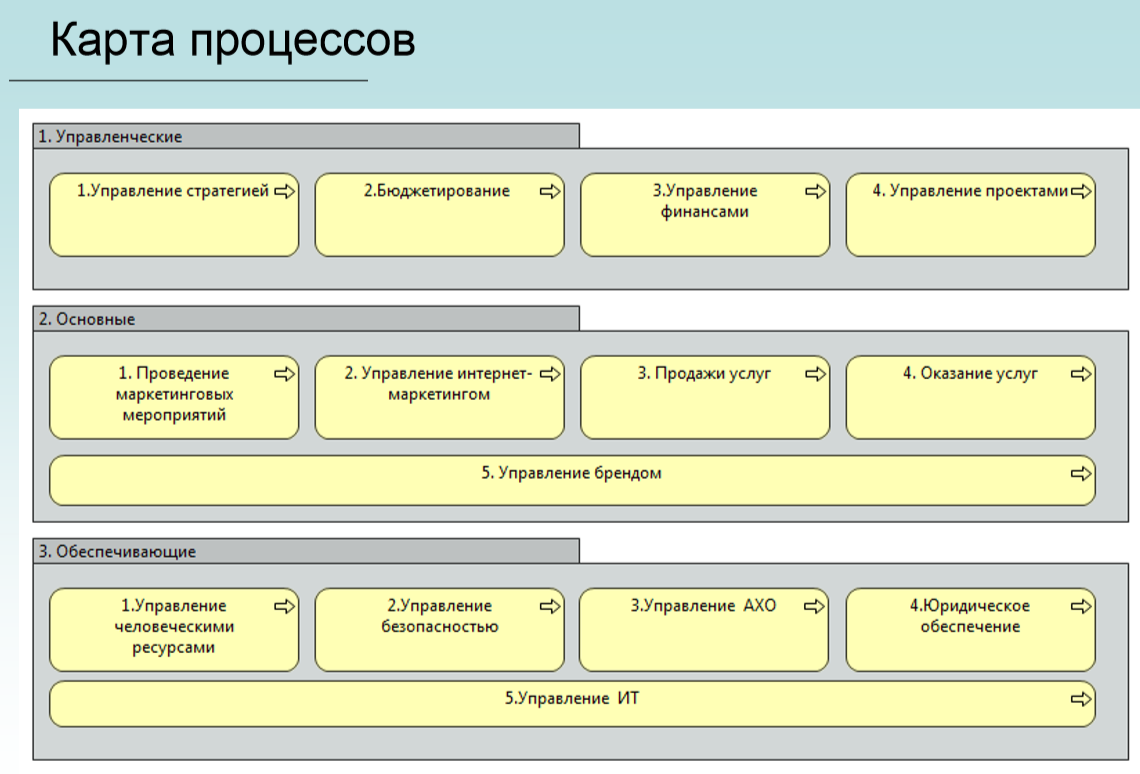 Карта процессов
1. Управленческие
1.Управление стратегией
2.Бюджетирование
3.Управление
финансами
4. Управление проектами
2. Основные
1. Проведение
маркетинговых
мероприятий
2. Управление интернет-
маркетингом
3. Продажи услуг
4. Оказание услуг
5. Управление брендом
3. Обеспечивающие
1.Управление
человеческими
ресурсами
2.Управление
безопасностью
3.Управление АХО
4.Юридическое
обеспечение
5.Управление ИТ